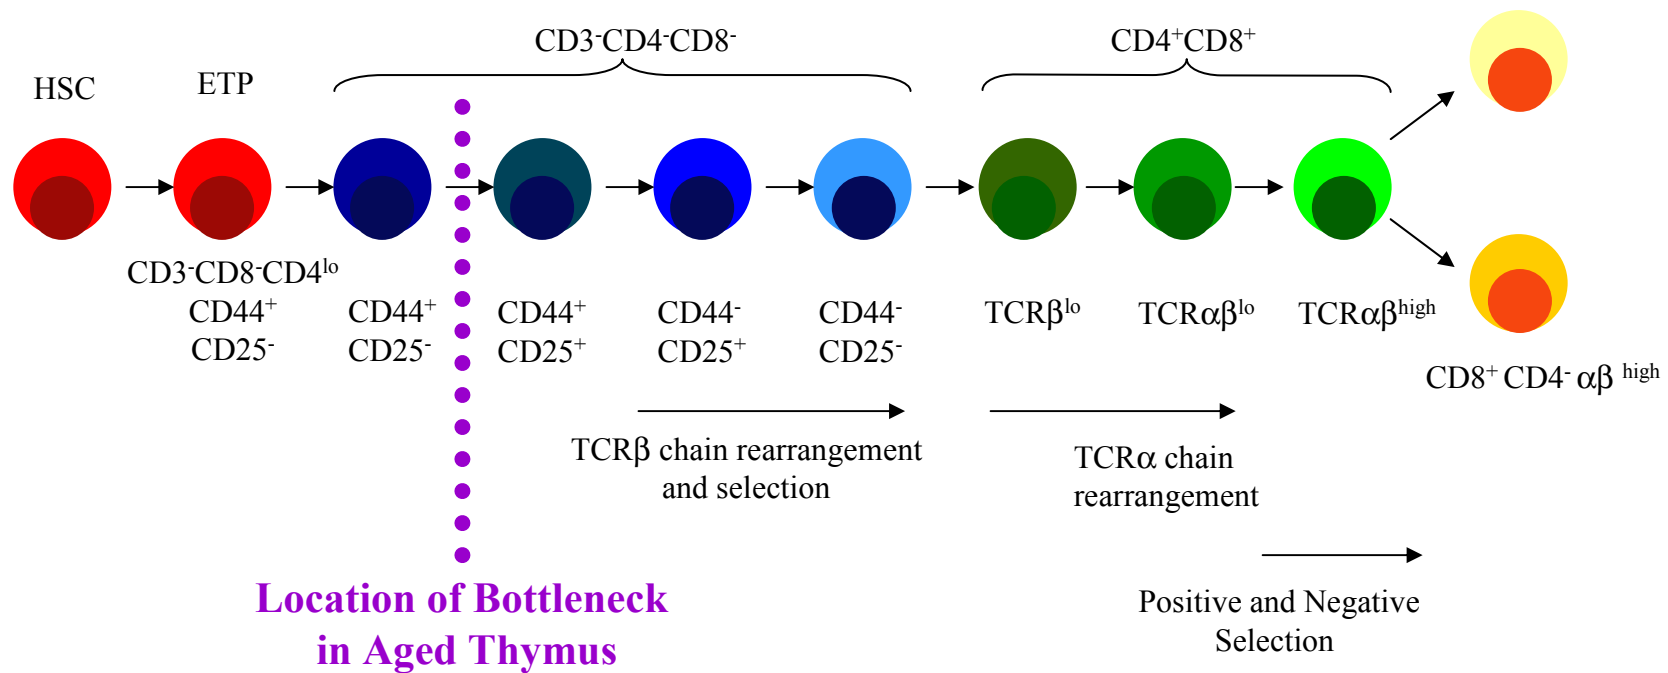 CD3⁻CD4⁻CD8⁻
CD4⁺CD8⁺
HSC
ETP
CD3⁻CD8⁻CD4ˡᵒ
CD44⁺
CD25⁻
CD44⁺
CD25⁻
CD44⁺
CD25⁺
CD44⁻
CD25⁺
CD44⁻
CD25⁻
TCRβˡᵒ
TCRαβˡᵒ
TCRαβʰⁱᵍʰ
CD8⁺ CD4⁻ αβ ʰⁱᵍʰ
TCRβ chain rearrangement
and selection
TCRα chain
rearrangement
Location of Bottleneck
in Aged Thymus
Positive and Negative
Selection